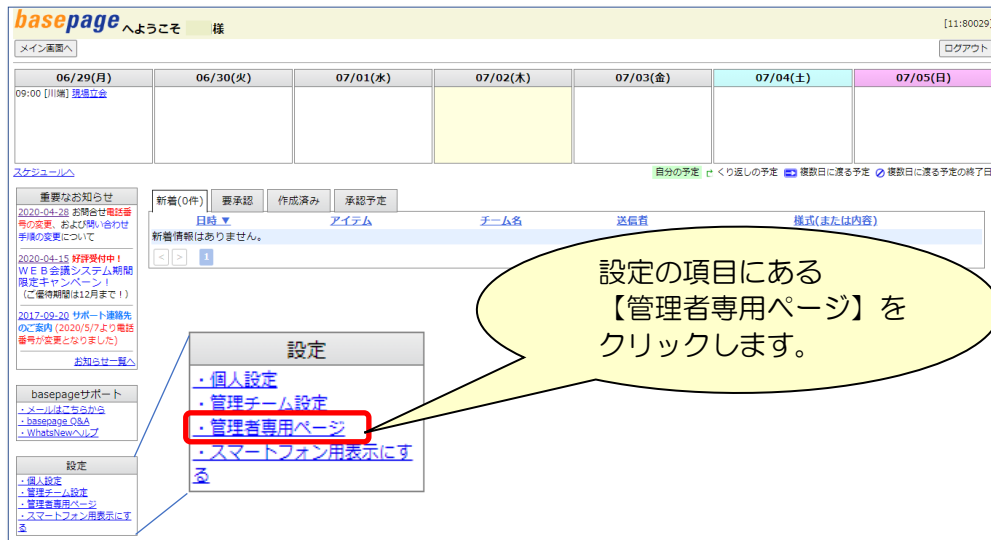 basepage へようこそ 様
[11:80029]
メイン画面へ
ログアウト
06/29(月) 06/30(火) 07/01(水) 07/02(木) 07/03(金) 07/04(土) 07/05(日)
09:00 [川端] 現場立会
スケジュールへ
自分の予定 くり返しの予定 複数日に渡る予定 複数日に渡る予定の終了日
重要なお知らせ
2020-04-28 お問合せ電話番
号の変更、および問い合わせ
手順の変更について
2020-04-15 好評受付中！
ＷＥＢ会議システム期間
限定キャンペーン！
（ご優待期間は12月まで！）
2017-09-20 サポート連絡先
のご案内 (2020/5/7より電話
番号が変更となりました)
お知らせ一覧へ
新着(0件) 要承認 作成済み 承認予定
日時 ▼ アイテム チーム名 送信者 様式(または内容)
新着情報はありません。
< > 1
設定の項目にある
【管理者専用ページ】を
クリックします。
設定
・個人設定
・管理チーム設定
・管理者専用ページ
・スマートフォン用表示にす
る
basepageサポート
・メールはこちらから
・basepage Q&A
・WhatsNewヘルプ
設定
・個人設定
・管理チーム設定
・管理者専用ページ
・スマートフォン用表示にす
る